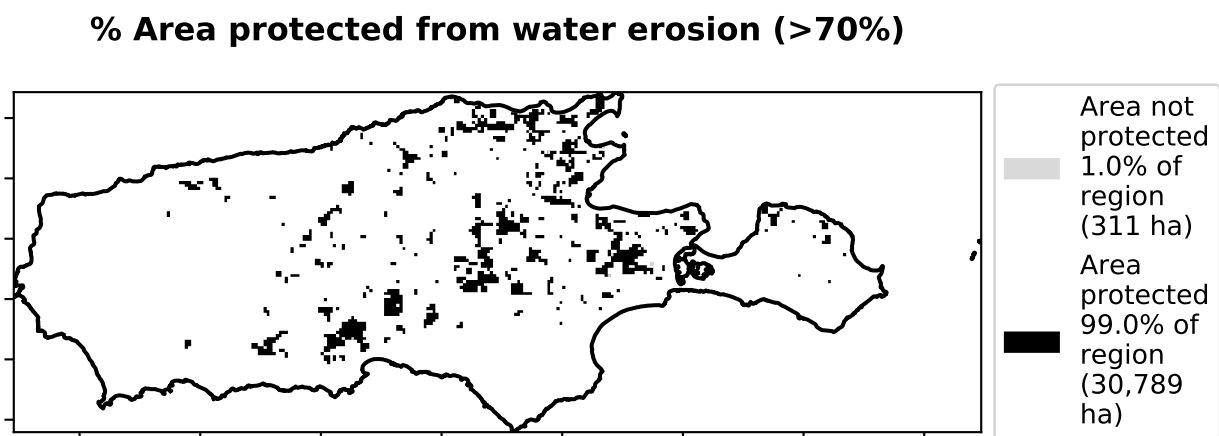 % Area protected from water erosion (>70%)
Area not
protected
1.0% of
region
(311 ha)
Area
protected
99.0% of
region
(30,789
ha)